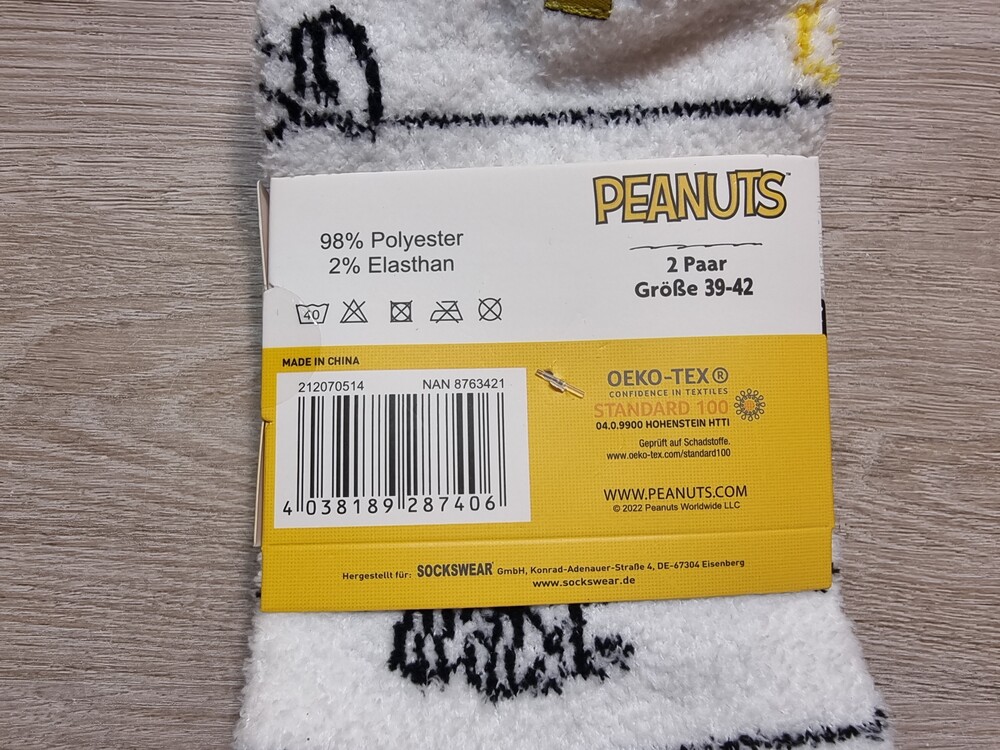 PEANUTS™
98% Polyester
2% Elasthan
2 Paar
Größe 39-42
40
MADE IN CHINA
212070514 NAN 8763421
4 038189 287406
OEKO-TEX®
CONFIDENCE IN TEXTILES
STANDARD 100
04.0.9900 HOHENSTEIN HTTI
Geprüft auf Schadstoffe.
www.oeko-tex.com/standard100
WWW.PEANUTS.COM
© 2022 Peanuts Worldwide LLC
Hergestellt für: SOCKSWEAR GmbH, Konrad-Adenauer-Straße 4, DE-67304 Eisenberg
www.sockswear.de